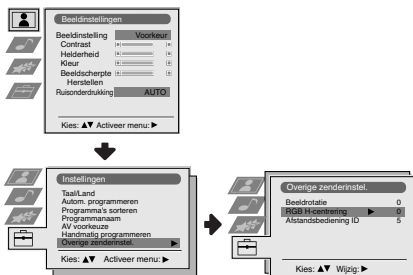 Beeldinstellingen
Beeldinstelling Voorkeur
Contrast
Helderheid
Kleur
Beeldscherpte
Herstellen
Ruisonderdrukking AUTO
Kies: ▲▼ Activeer menu: ►
Instellingen
Taal/Land
Autom. programmeren
Programma's sorteren
Programmanaam
AV voorkeuze
Handmatig programmeren
Overige zenderinstel. ►
Kies: ▲▼ Activeer menu: ►
Overige zenderinstel.
Beeldrotatie 0
RGB H-centrering ► 0
Afstandsbediening ID 5
Kies: ▲▼ Wijzig: ►